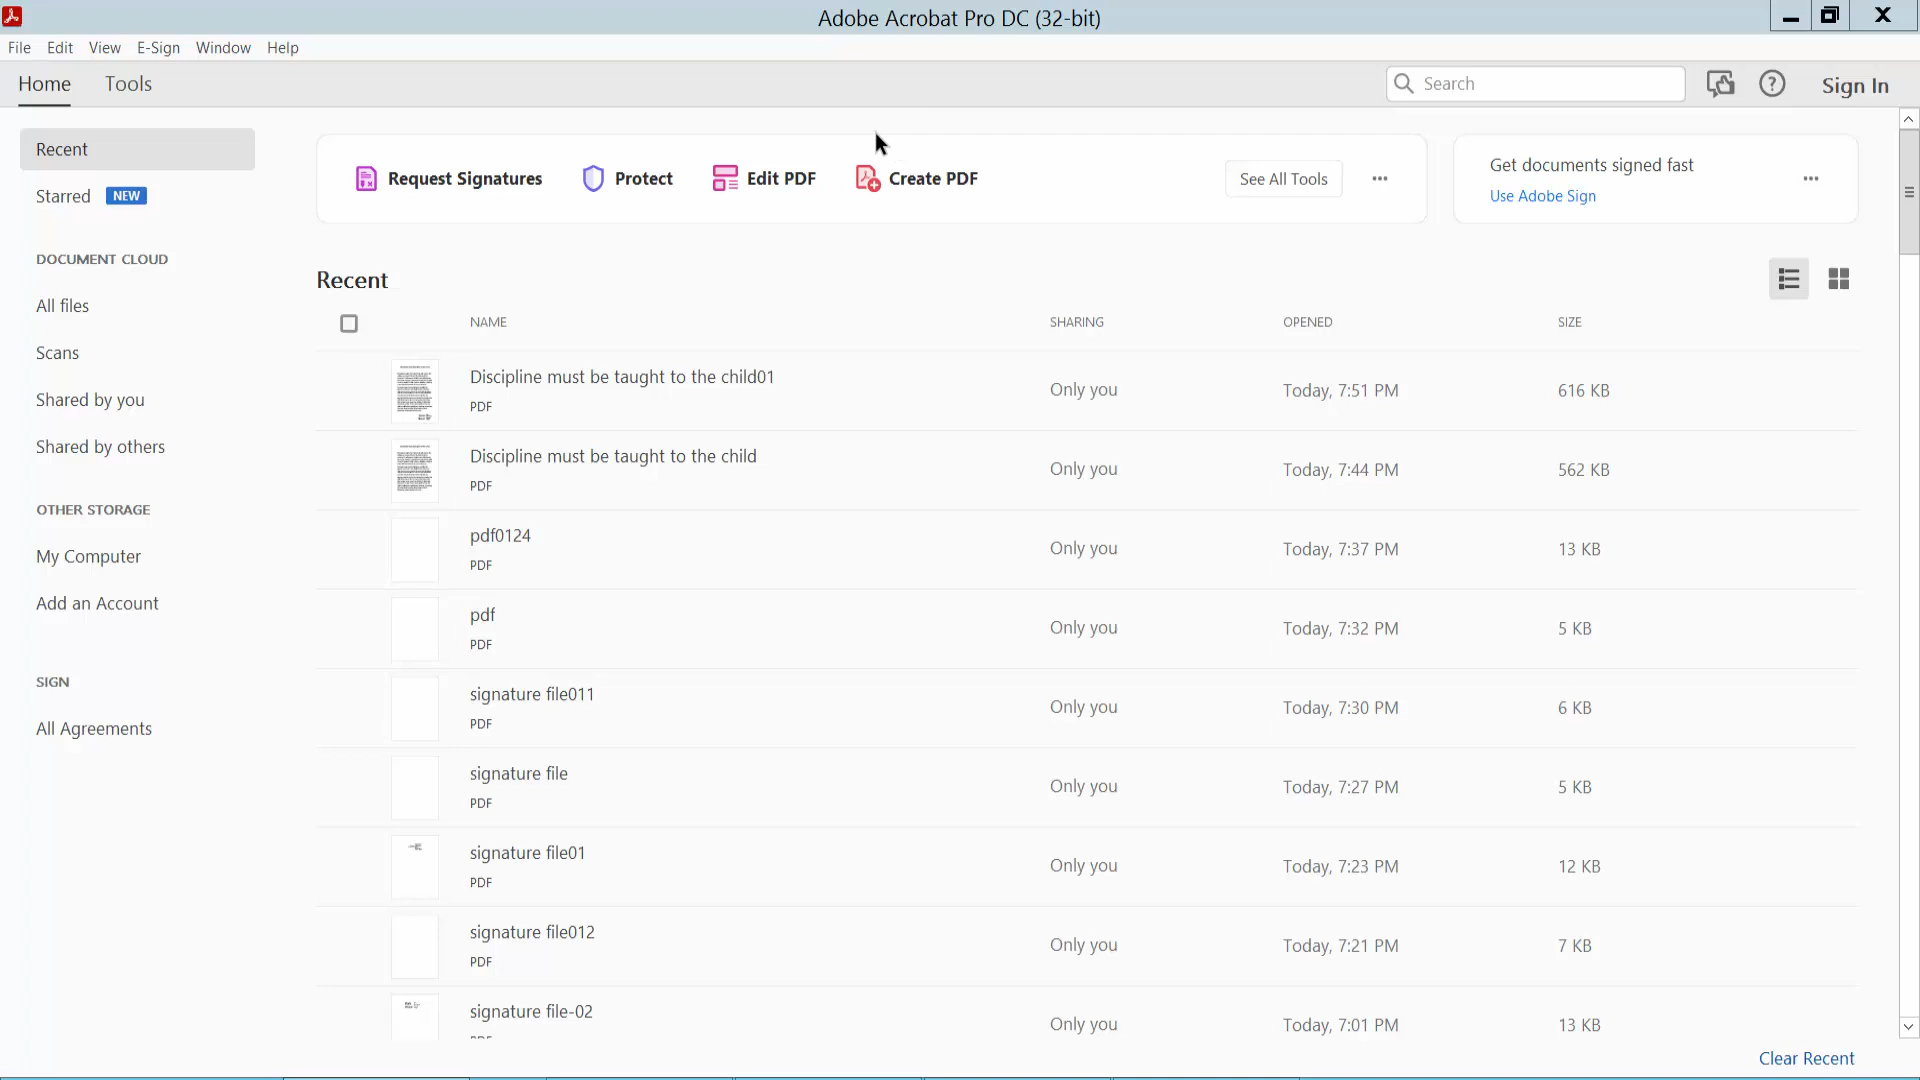 Adobe Acrobat Pro DC (32-bit)
File Edit View E-Sign Window Help
Home Tools
Search
Sign In
Recent
Starred NEW
DOCUMENT CLOUD
All files
Scans
Shared by you
Shared by others
OTHER STORAGE
My Computer
Add an Account
SIGN
All Agreements
Request Signatures Protect Edit PDF Create PDF See All Tools
Get documents signed fast
Use Adobe Sign
Recent
NAME SHARING OPENED SIZE
Discipline must be taught to the child01
PDF
Only you Today, 7:51 PM 616 KB
Discipline must be taught to the child
PDF
Only you Today, 7:44 PM 562 KB
pdf0124
PDF
Only you Today, 7:37 PM 13 KB
pdf
PDF
Only you Today, 7:32 PM 5 KB
signature file011
PDF
Only you Today, 7:30 PM 6 KB
signature file
PDF
Only you Today, 7:27 PM 5 KB
signature file01
PDF
Only you Today, 7:23 PM 12 KB
signature file012
PDF
Only you Today, 7:21 PM 7 KB
signature file-02
Only you Today, 7:01 PM 13 KB
Clear Recent